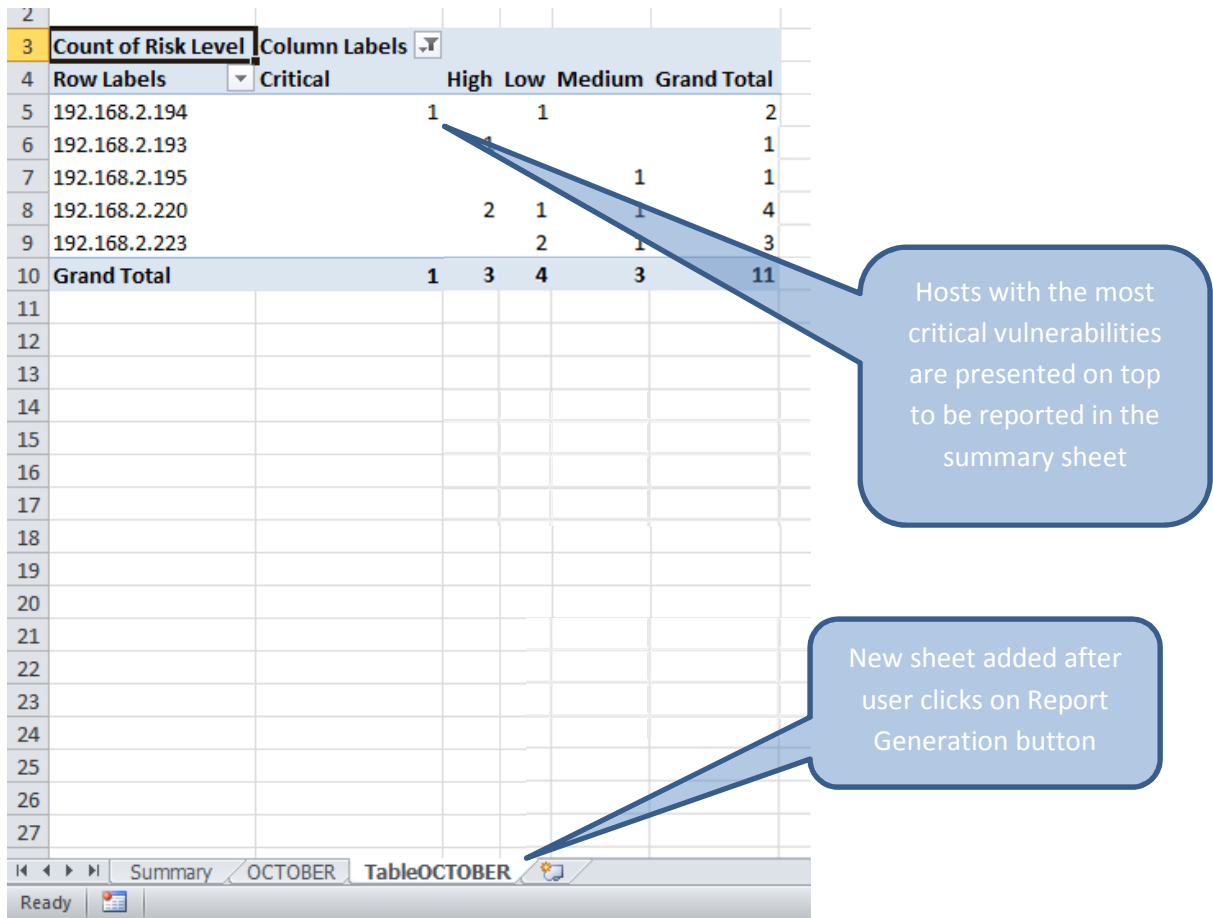 2
3 Count of Risk Level Column Labels
4 Row Labels Critical High Low Medium Grand Total
5 192.168.2.194 1 1 2
6 192.168.2.193 1 1
7 192.168.2.195 1 1
8 192.168.2.220 2 1 1 4
9 192.168.2.223 2 1 3
10 Grand Total 1 3 4 3 11
11
12
13
14
15
16
17
18
19
20
21
22
23
24
25
26
27
Hosts with the most
critical vulnerabilities
are presented on top
to be reported in the
summary sheet
New sheet added after
user clicks on Report
Generation button
Summary OCTOBER TableOCTOBER
Ready